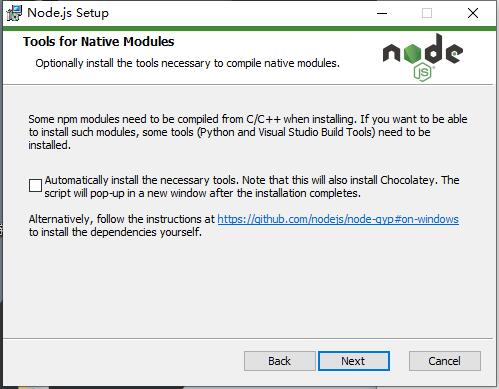 Node.js Setup
Tools for Native Modules
Optionally install the tools necessary to compile native modules.
node
JS
Some npm modules need to be compiled from C/C++ when installing. If you want to be able
to install such modules, some tools (Python and Visual Studio Build Tools) need to be
installed.
Automatically install the necessary tools. Note that this will also install Chocolatey. The
script will pop-up in a new window after the installation completes.
Alternatively, follow the instructions at https://github.com/nodejs/node-gyp#on-windows
to install the dependencies yourself.
Back
Next
Cancel